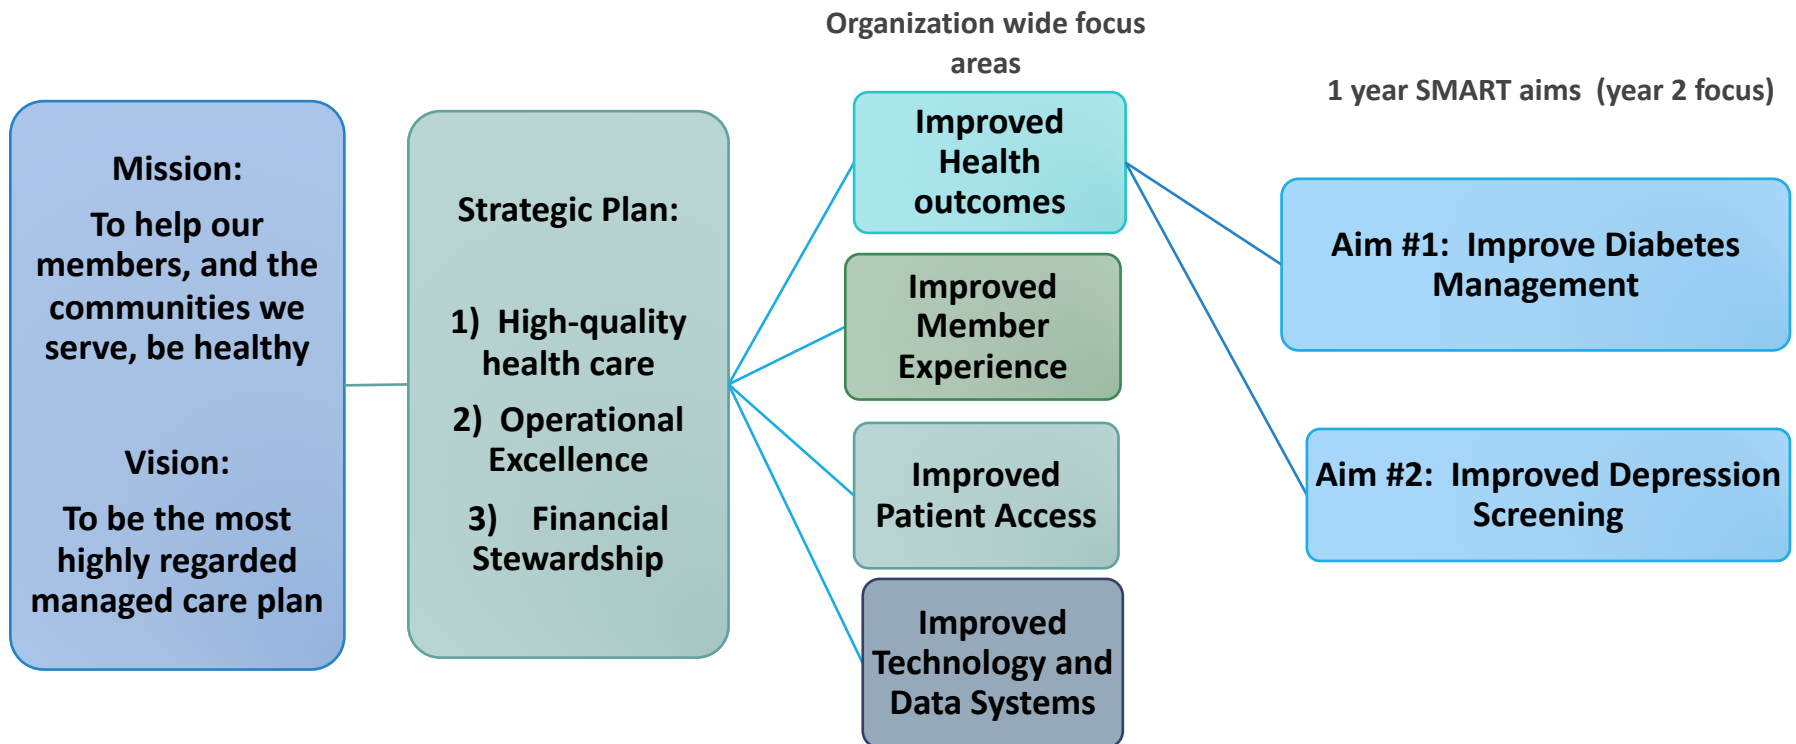 Mission:
To help our
members, and the
communities we
serve, be healthy
Vision:
To be the most
highly regarded
managed care plan
Strategic Plan:
1) High-quality
health care
2) Operational
Excellence
3) Financial
Stewardship
Organization wide focus
areas
Improved
Health
outcomes
Improved
Member
Experience
Improved
Patient Access
Improved
Technology and
Data Systems
1 year SMART aims (year 2 focus)
Aim #1: Improve Diabetes
Management
Aim #2: Improved Depression
Screening